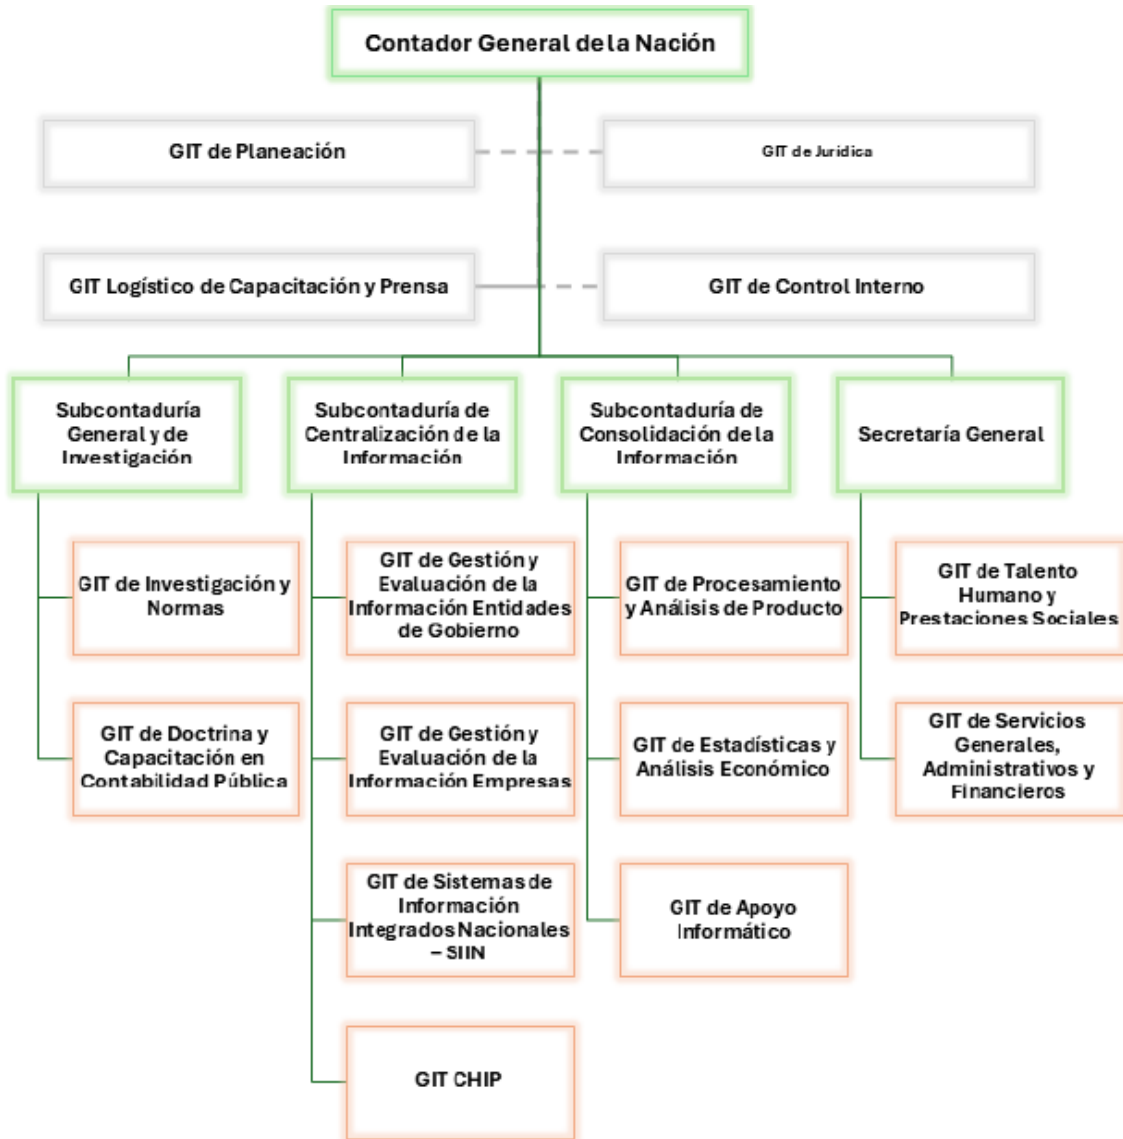 Contador General de la Nación
GIT de Planeación
GIT de Juridica
GIT Logístico de Capacitación y Prensa
GIT de Control Interno
Subcontaduría
General y de
Investigación
Subcontaduría de
Centralización de la
Información
Subcontaduría de
Consolidación de la
Información
Secretaría General
GIT de Investigación y
Normas
GIT de Gestión y
Evaluación de la
Información Entidades
de Gobierno
GIT de Procesamiento
y Análisis de Producto
GIT de Talento
Humano y
Prestaciones Sociales
GIT de Doctrina y
Capacitación en
Contabilidad Pública
GIT de Gestión y
Evaluación de la
Información Empresas
GIT de Estadísticas y
Análisis Económico
GIT de Servicios
Generales,
Administrativos y
Financieros
GIT de Sistemas de
Información
Integrados Nacionales
– SIIN
GIT de Apoyo
Informático
GIT CHIP